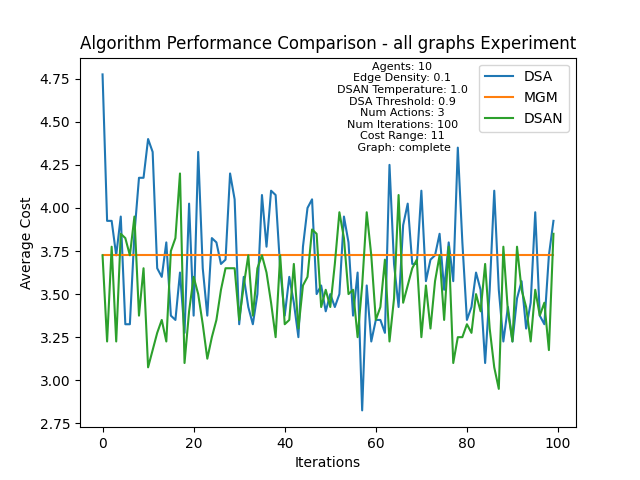 Algorithm Performance Comparison - all graphs Experiment
Agents: 10
Edge Density: 0.1
DSAN Temperature: 1.0
DSA Threshold: 0.9
Num Actions: 3
Num Iterations: 100
Cost Range: 11
Graph: complete
DSA
MGM
DSAN
Average Cost
4.75
4.50
4.25
4.00
3.75
3.50
3.25
3.00
2.75
0 20 40 60 80 100
Iterations